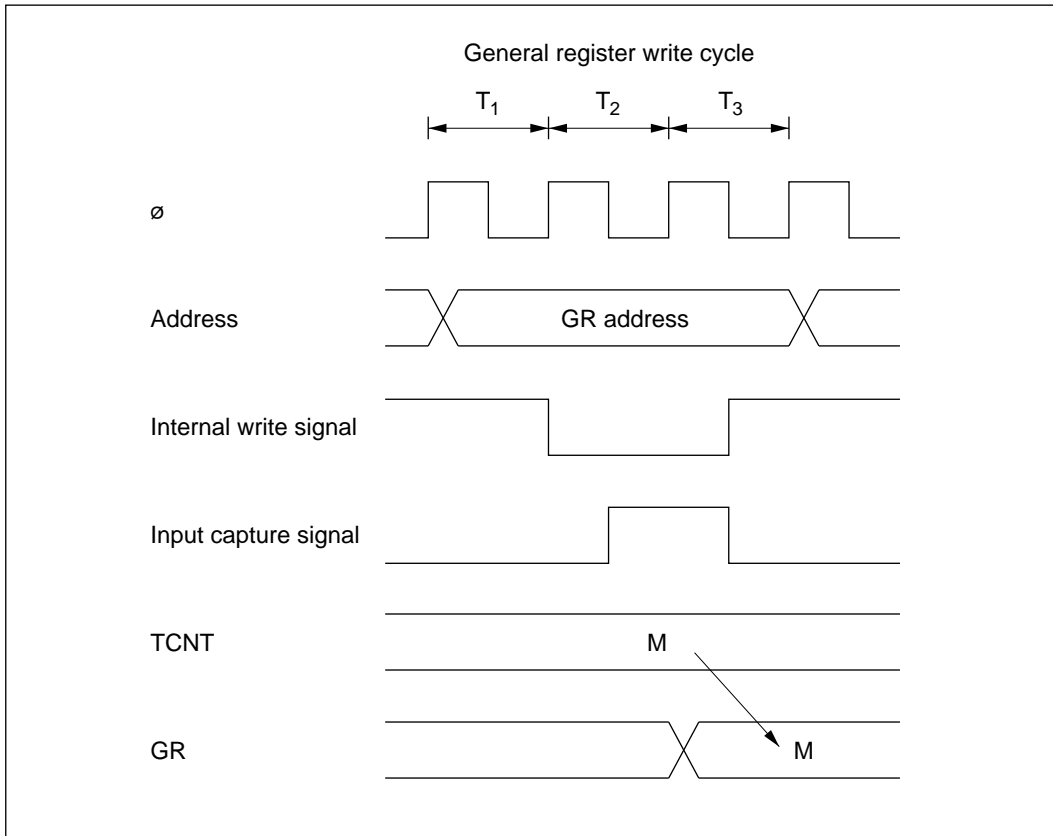 General register write cycle
T1 T2 T3
ø
Address GR address
Internal write signal
Input capture signal
TCNT M
GR M